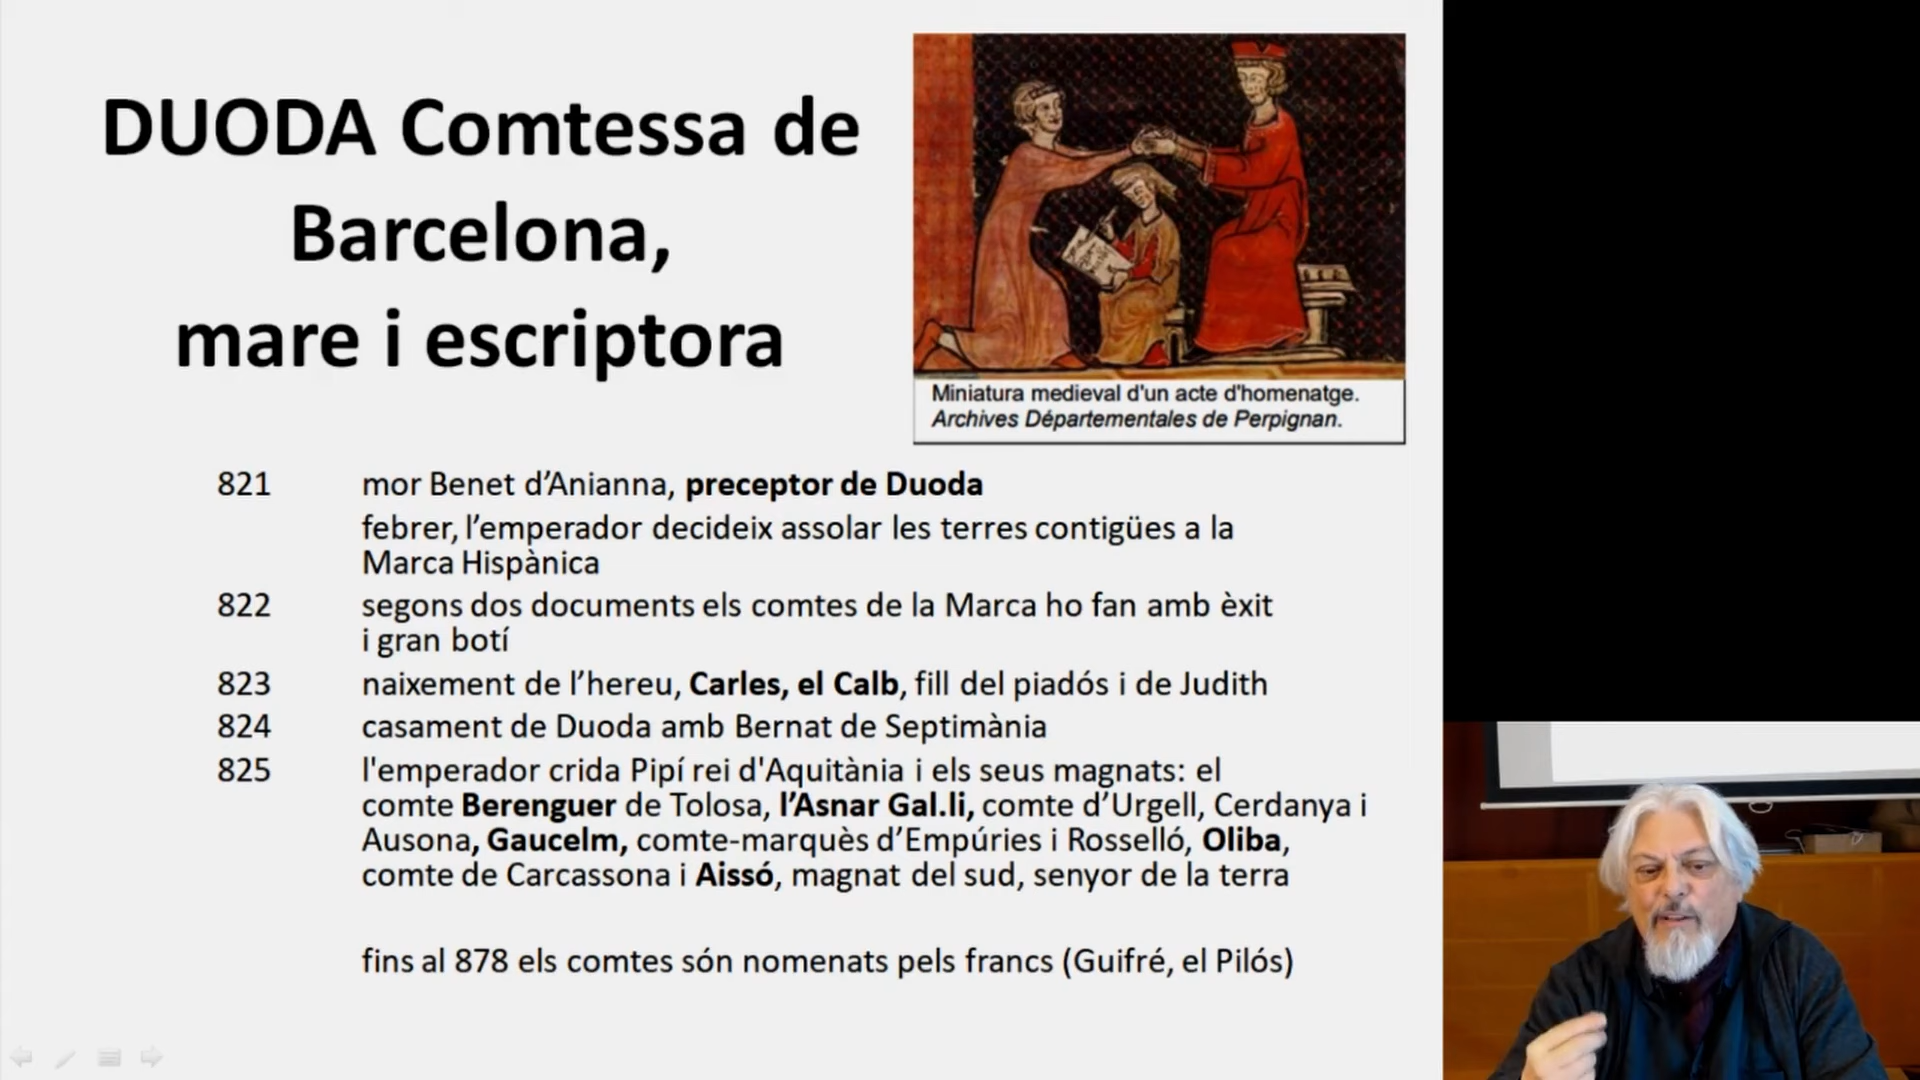 DUODA Comtessa de
Barcelona,
mare i escriptora
Miniatura medieval d'un acte d'homenatge.
Archives Départementales de Perpignan.
821 mor Benet d’Anianna, preceptor de Duoda
febrer, l’emperador decideix assolar les terres contigües a la
Marca Hispànica
822 segons dos documents els comtes de la Marca ho fan amb èxit
i gran botí
823 naixement de l’hereu, Carles, el Calb, fill del piadós i de Judith
824 casament de Duoda amb Bernat de Septimània
825 l'emperador crida Pipí rei d'Aquitània i els seus magnats: el
comte Berenguer de Tolosa, l’Asnar Gal.li, comte d’Urgell, Cerdanya i
Ausona, Gaucelm, comte-marquès d’Empúries i Rosselló, Oliba,
comte de Carcassona i Aissó, magnat del sud, senyor de la terra
fins al 878 els comtes són nomenats pels francs (Guifré, el Pilós)